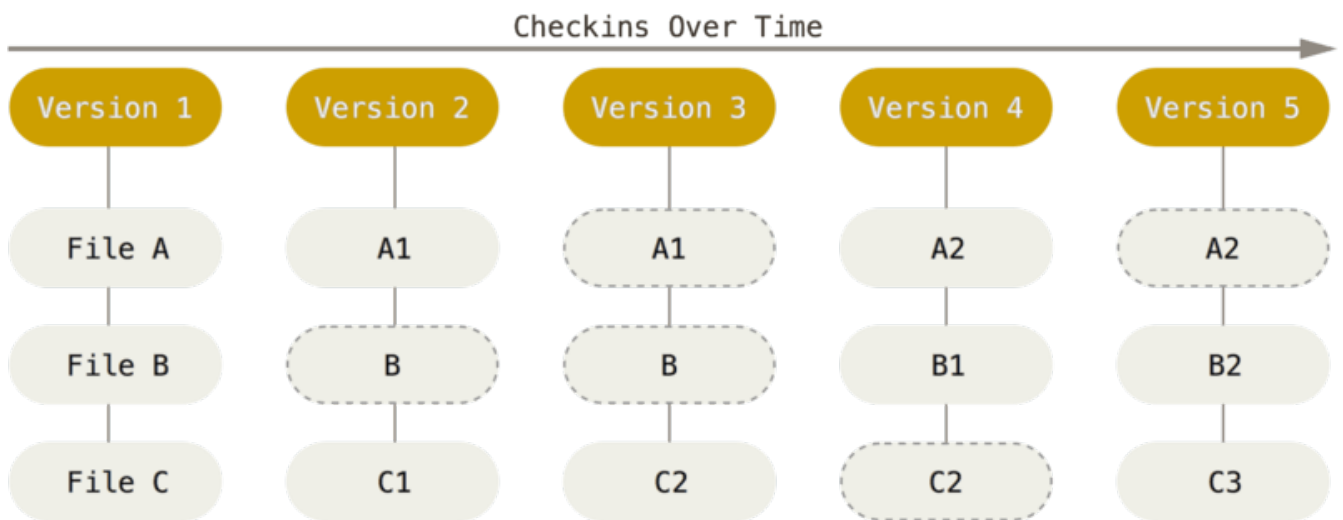 Checkins Over Time
Version 1 Version 2 Version 3 Version 4 Version 5
File A A1 A1 A2 A2
File B B B B1 B2
File C C1 C2 C2 C3